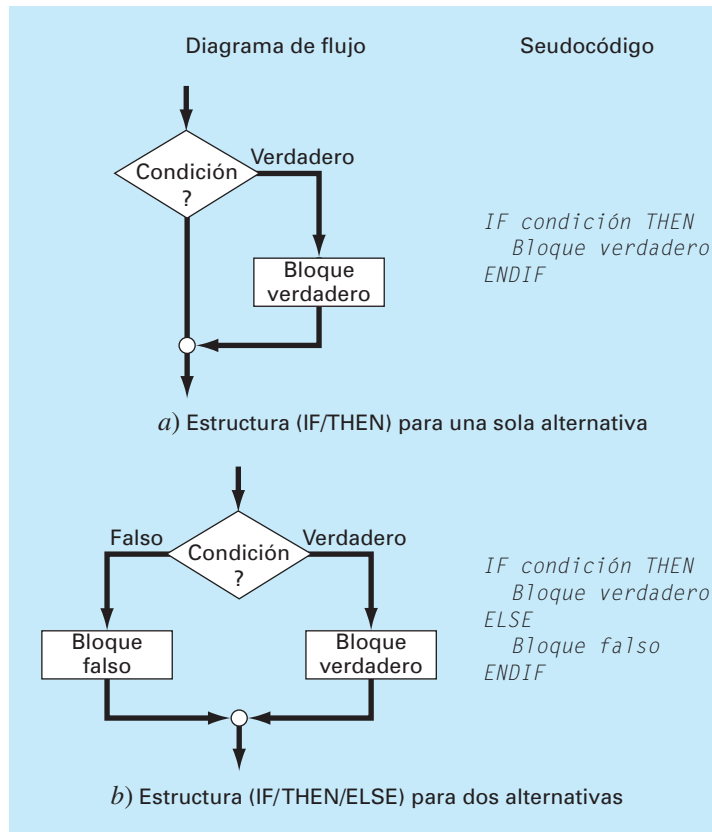 Diagrama de flujo
Seudocódigo
Condición
?
Verdadero
Bloque
verdadero
IF condición THEN
Bloque verdadero
ENDIF
a) Estructura (IF/THEN) para una sola alternativa
Falso
Condición
?
Verdadero
Bloque
falso
Bloque
verdadero
IF condición THEN
Bloque verdadero
ELSE
Bloque falso
ENDIF
b) Estructura (IF/THEN/ELSE) para dos alternativas